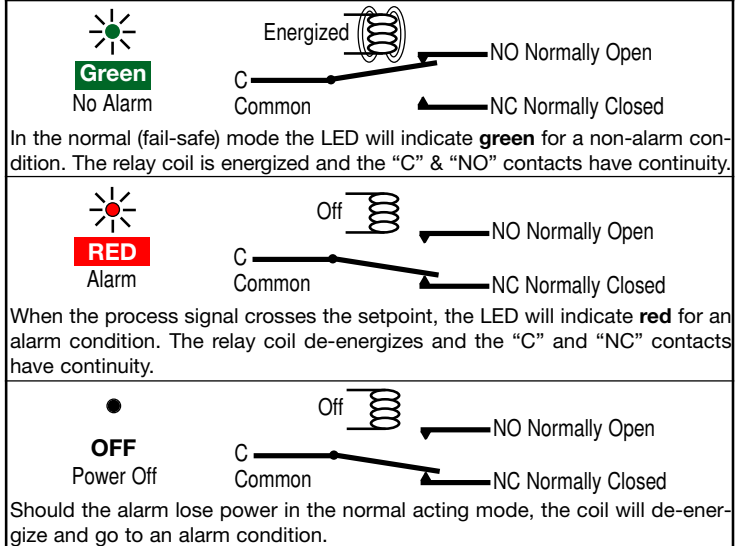 Energized
NO Normally Open
Green
C
No Alarm
Common
NC Normally Closed
In the normal (fail-safe) mode the LED will indicate green for a non-alarm con-
dition. The relay coil is energized and the “C” & “NO” contacts have continuity.
Off
NO Normally Open
RED
C
Alarm
Common
NC Normally Closed
When the process signal crosses the setpoint, the LED will indicate red for an
alarm condition. The relay coil de-energizes and the “C” and “NC” contacts
have continuity.
Off
NO Normally Open
OFF
C
Power Off
Common
NC Normally Closed
Should the alarm lose power in the normal acting mode, the coil will de-ener-
gize and go to an alarm condition.